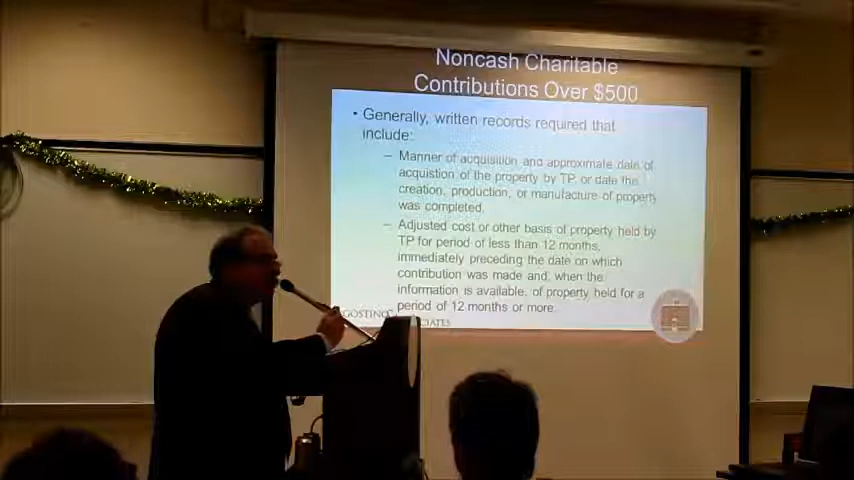 Noncash Charitable
Contributions Over $500
• Generally, written records required that
include:
– Manner of acquisition and approximate date of
acquistion of the property by TP or date the
creation, production, or manufacture of property
was completed.
– Adjusted cost or other basis of property held by
TP for period of less than 12 months,
immediately preceding the date on which
contribution was made and, when the
information is available, of property held for a
period of 12 months or more.
GOSTINO
CIATES